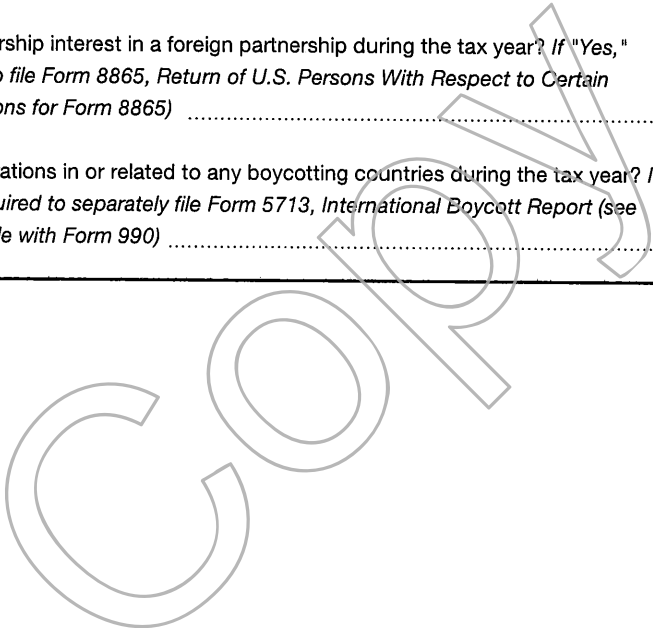 rship interest in a foreign partnership during the tax year? If "Yes,"
o file Form 8865, Return of U.S. Persons With Respect to Certain
ons for Form 8865)
ations in or related to any boycotting countries during the tax year? I
uired to separately file Form 5713, International Boycott Report (see
le with Form 990)
Copy